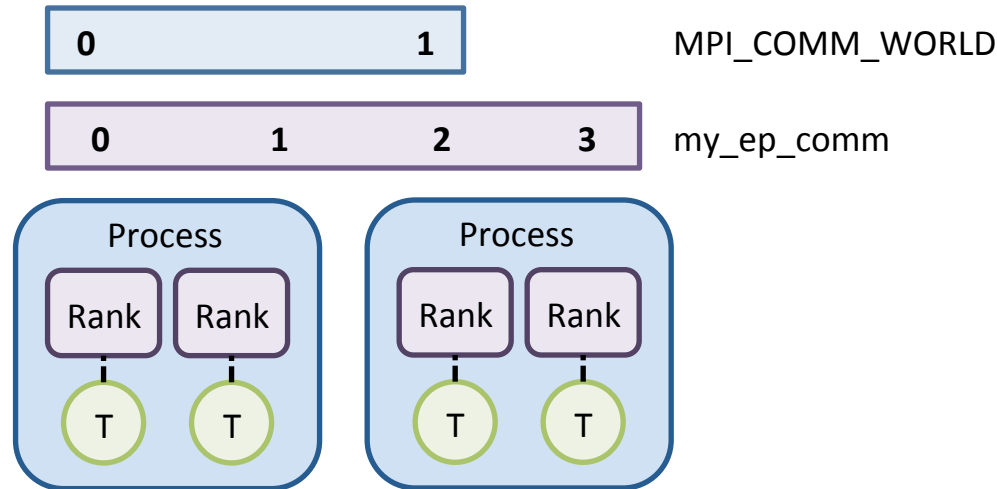 0 1 MPI_COMM_WORLD
0 1 2 3 my_ep_comm
Process Process
Rank Rank Rank Rank
T T T T